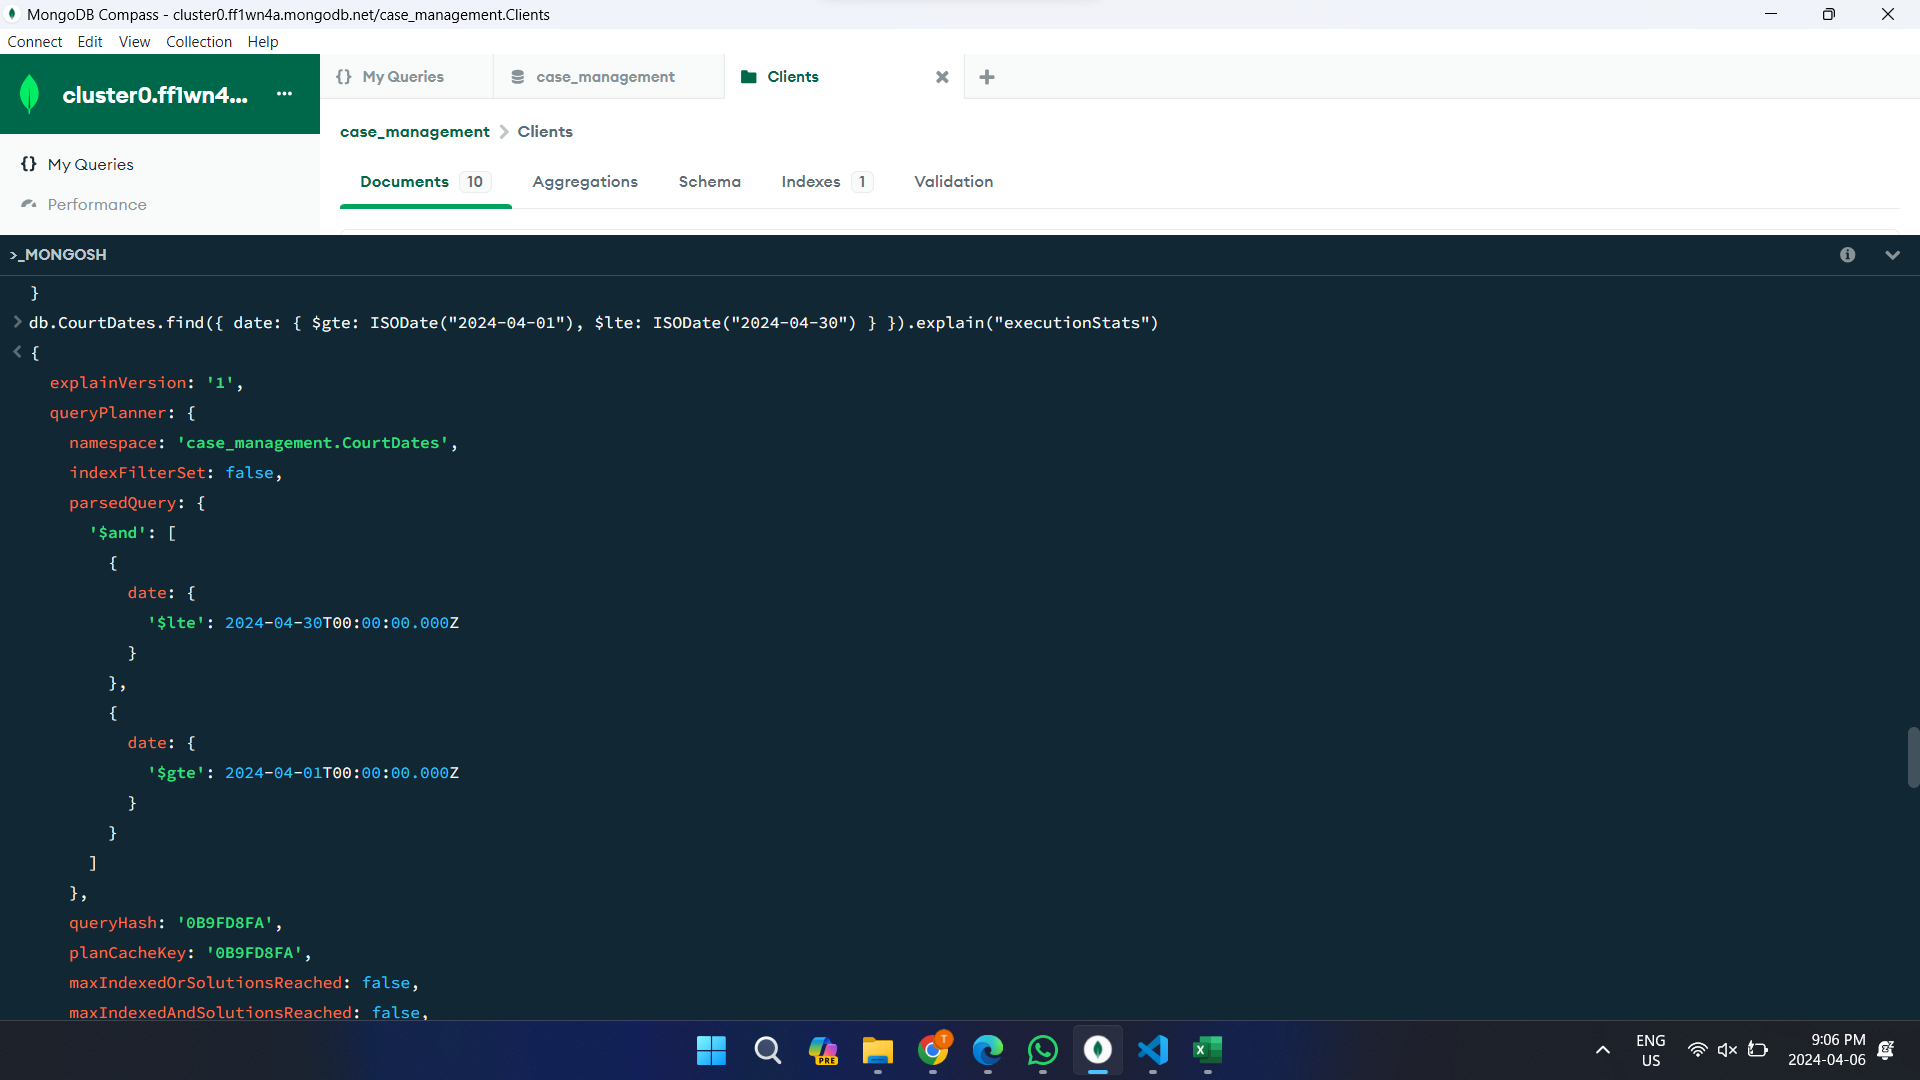 MongoDB Compass - cluster0.ff1wn4a.mongodb.net/case_management.Clients
Connect Edit View Collection Help
cluster0.ff1wn4... ...
{} My Queries
case_management
Clients
case_management > Clients
{} My Queries
Performance
Documents 10
Aggregations
Schema
Indexes 1
Validation
>_MONGOSH
}
> db.CourtDates.find({ date: { $gte: ISODate("2024-04-01"), $lte: ISODate("2024-04-30") } }).explain("executionStats")
< {
explainVersion: '1',
queryPlanner: {
namespace: 'case_management.CourtDates',
indexFilterSet: false,
parsedQuery: {
'$and': [
{
date: {
'$lte': 2024-04-30T00:00:00.000Z
}
},
{
date: {
'$gte': 2024-04-01T00:00:00.000Z
}
}
]
},
queryHash: '0B9FD8FA',
planCacheKey: '0B9FD8FA',
maxIndexedOrSolutionsReached: false,
maxIndexedAndSolutionsReached: false,
PRE
T
X
ENG
US
9:06 PM
2024-04-06